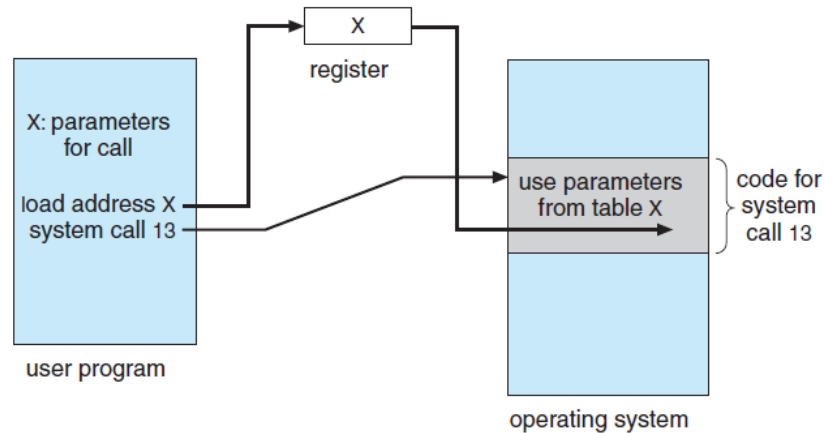 X
register
X: parameters
for call
load address X
system call 13
user program
use parameters
from table X
code for
system
call 13
operating system